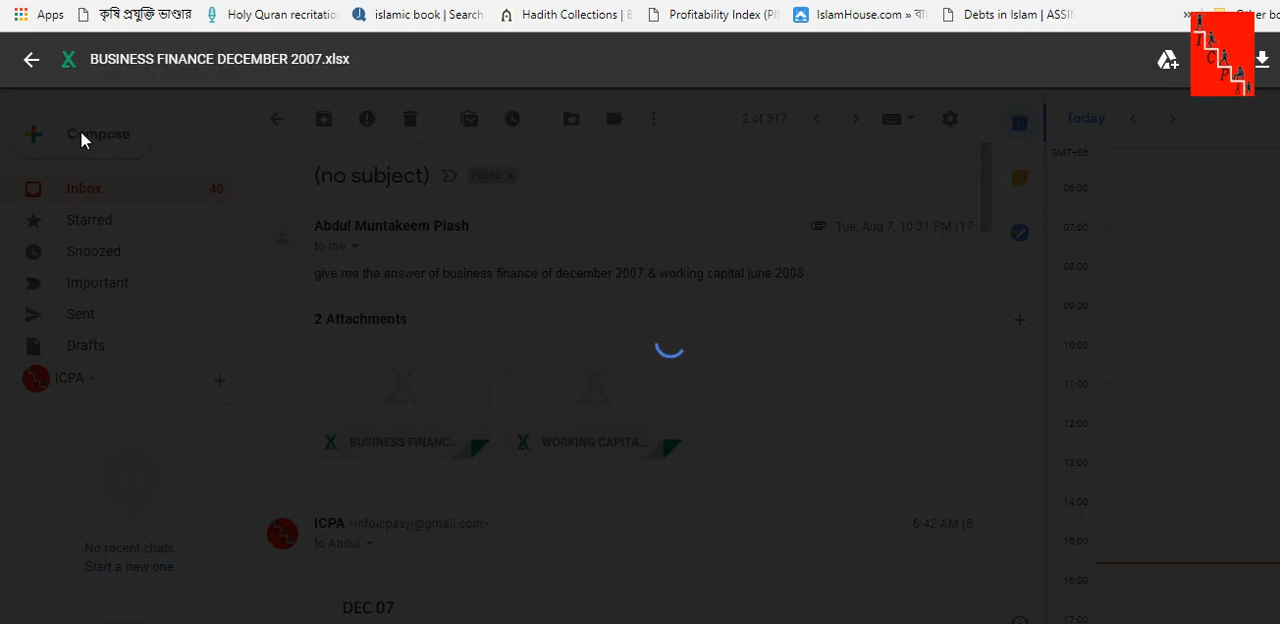 Apps কৃষি প্রযুক্তি ভাণ্ডার Holy Quran recritatio islamic book | Search Hadith Collections | Profitability Index (PI) IslamHouse.com » বা Debts in Islam | ASSI » Other bo
BUSINESS FINANCE DECEMBER 2007.xlsx
I C P A
Compose 2 of 517 Today
GMT+06
(no subject) Inbox x
Inbox 40
06:00
Starred Abdul Muntakeem Piash Tue, Aug 7, 10:21 PM (17
07:00
to me
Snoozed
give me the answer of business finance of december 2007 & working capital june 2008
08:00
Important
09:00
Sent 2 Attachments
10:00
Drafts
ICPA
11:00
12:00
BUSINESS FINANC... WORKING CAPITA...
13:00
14:00
ICPA <infoicpasyl@gmail.com> 6:42 AM (8
15:00
to Abdul
No recent chats
Start a new one
16:00
DEC 07
17:00